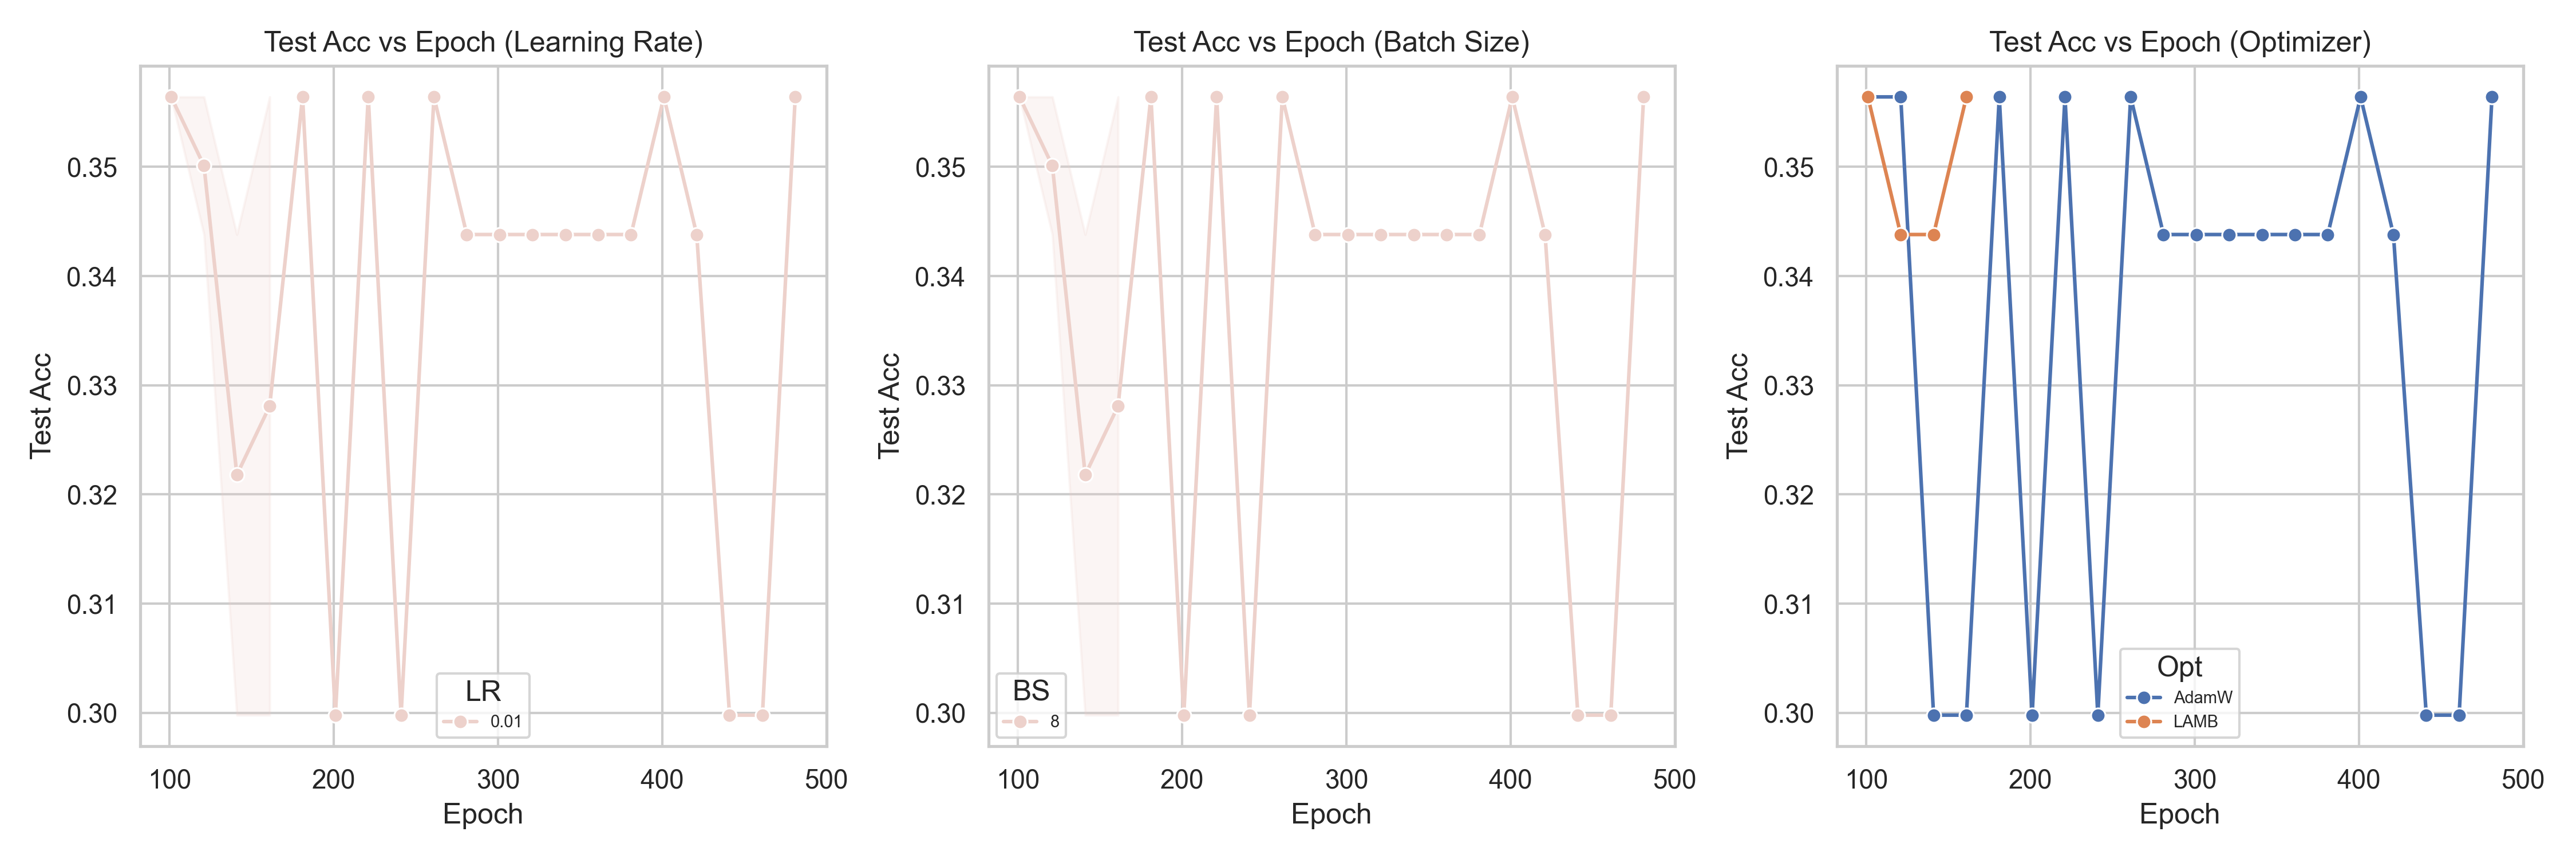 Test Acc vs Epoch (Learning Rate)
Test Acc
0.35
0.34
0.33
0.32
0.31
0.30
LR
0.01
100 200 300 400 500
Epoch
Test Acc vs Epoch (Batch Size)
Test Acc
0.35
0.34
0.33
0.32
0.31
0.30
BS
8
100 200 300 400 500
Epoch
Test Acc vs Epoch (Optimizer)
Test Acc
0.35
0.34
0.33
0.32
0.31
0.30
Opt
AdamW
LAMB
100 200 300 400 500
Epoch